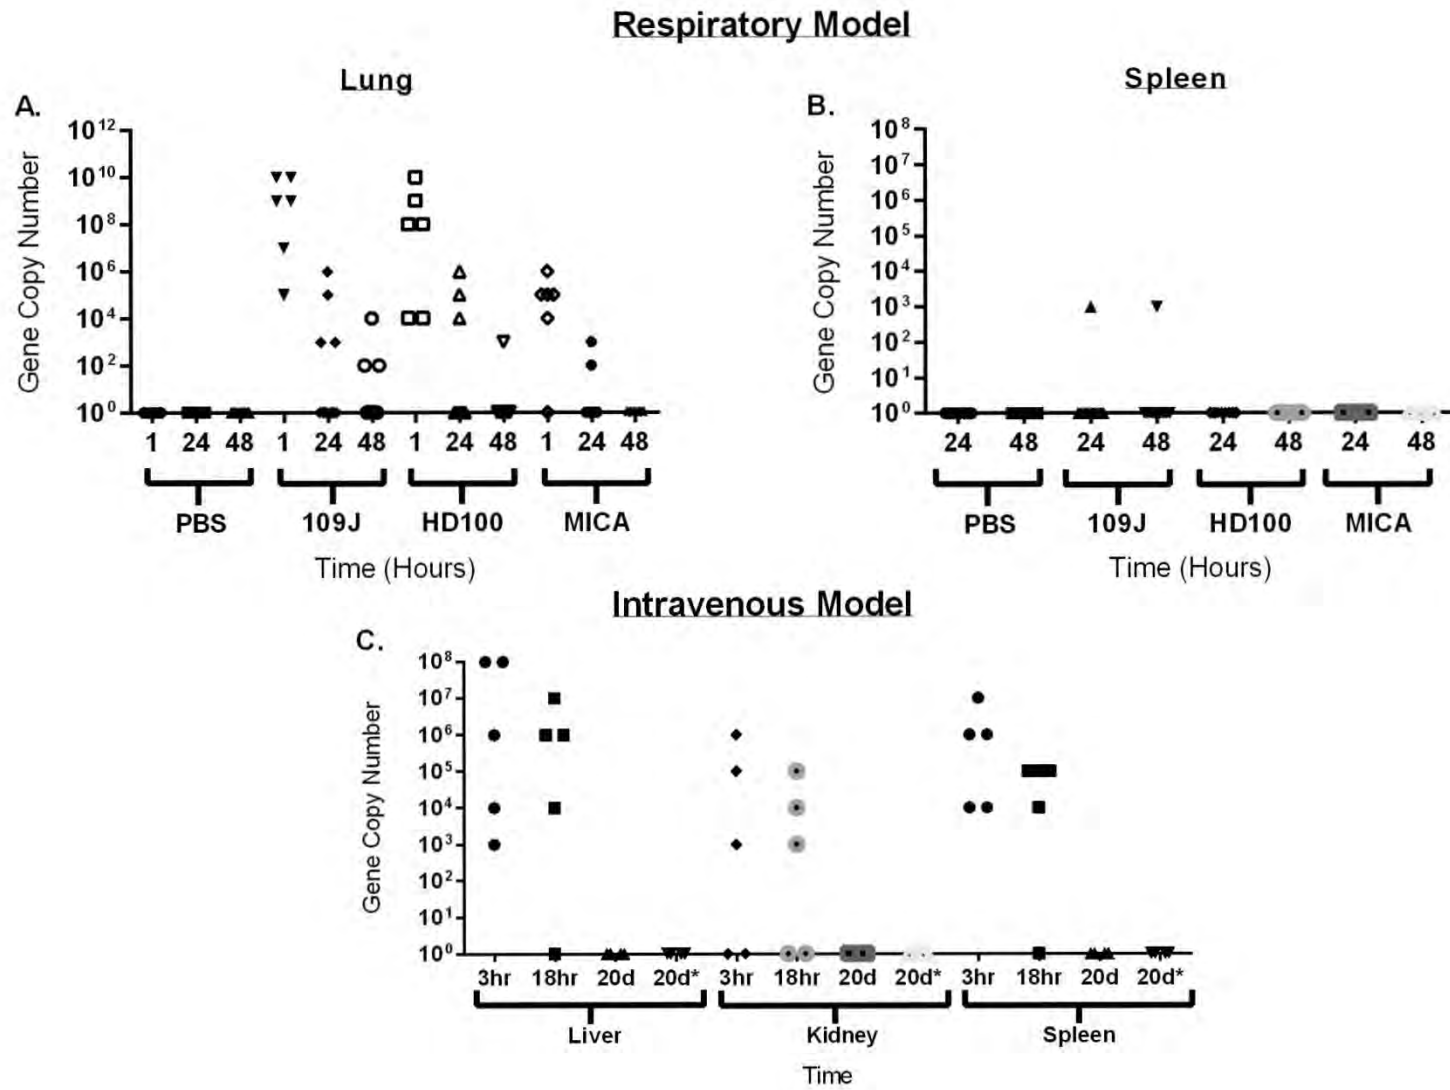 Respiratory Model
Lung
Spleen
A.
Gene Copy Number
10¹²
10¹⁰
10⁸
10⁶
10⁴
10²
10⁰
1 24 48 1 24 48 1 24 48 1 24 48
PBS 109J HD100 MICA
Time (Hours)
B.
Gene Copy Number
10⁸
10⁷
10⁶
10⁵
10⁴
10³
10²
10¹
10⁰
24 48 24 48 24 48 24 48
PBS 109J HD100 MICA
Time (Hours)
Intravenous Model
C.
Gene Copy Number
10⁸
10⁷
10⁶
10⁵
10⁴
10³
10²
10¹
10⁰
3hr 18hr 20d 20d* 3hr 18hr 20d 20d* 3hr 18hr 20d 20d*
Liver Kidney Spleen
Time